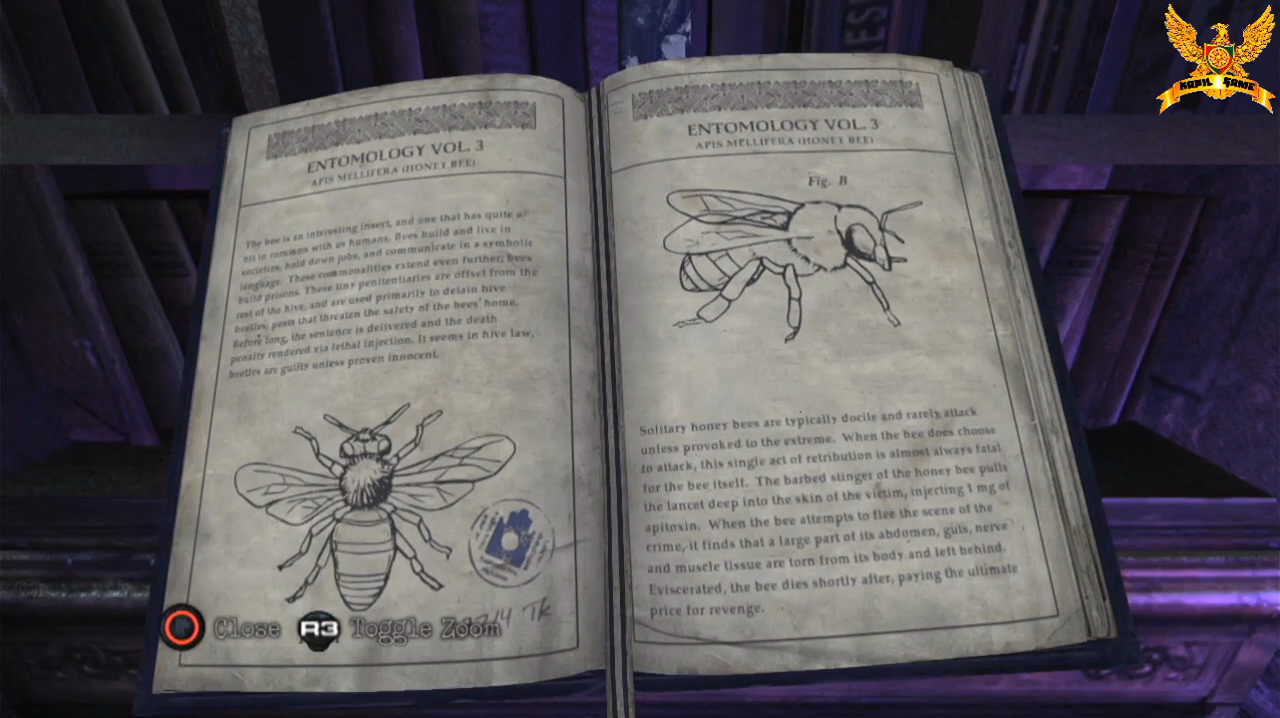 ENTOMOLOGY VOL. 3
APIS MELLIFERA (HONEY BEE)
The bee is an interesting insect, and one that has quite a
bit in common with us humans. Bees build and live in
societies, hold down jobs, and communicate in a symbolic
language. These commonalities extend even further; bees
build prisons. These tiny penitentiaries are offset from the
rest of the hive, and are used primarily to detain hive
beetles, pests that threaten the safety of the bees' home.
Before long, the sentence is delivered and the death
penalty rendered via lethal injection. It seems in hive law,
beetles are guilty unless proven innocent.
Close R3 Toggle Zoom
ENTOMOLOGY VOL. 3
APIS MELLIFERA (HONEY BEE)
Fig. B
Solitary honey bees are typically docile and rarely attack
unless provoked to the extreme. When the bee does choose
to attack, this single act of retribution is almost always fatal
for the bee itself. The barbed stinger of the honey bee pulls
the lancet deep into the skin of the victim, injecting 1 mg of
apitoxin. When the bee attempts to flee the scene of the
crime, it finds that a large part of its abdomen, guts, nerve
and muscle tissue are torn from its body and left behind.
Eviscerated, the bee dies shortly after, paying the ultimate
price for revenge.
KAPIL GAME